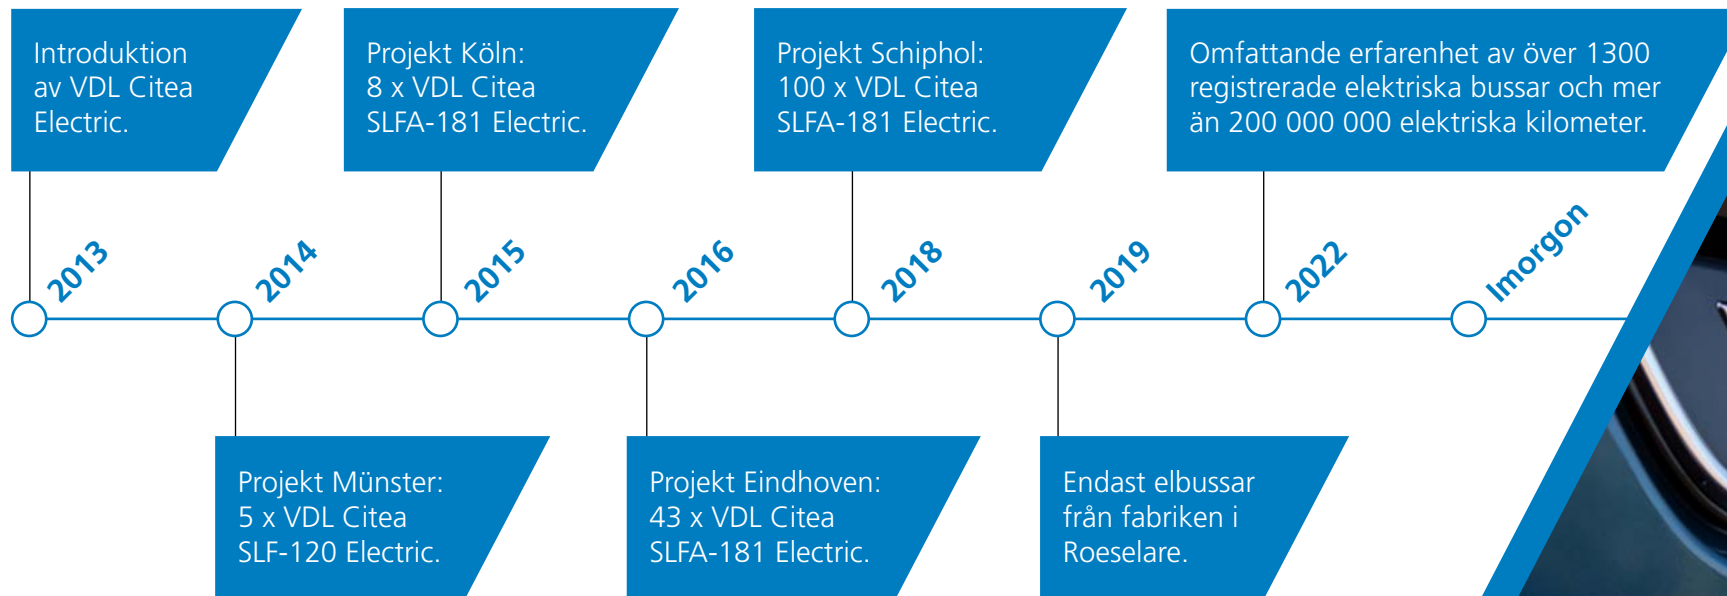 Introduktion
av VDL Citea
Electric.
Projekt Köln:
8 x VDL Citea
SLFA-181 Electric.
Projekt Schiphol:
100 x VDL Citea
SLFA-181 Electric.
Omfattande erfarenhet av över 1300
registrerade elektriska bussar och mer
än 200 000 000 elektriska kilometer.
2013
2014
2015
2016
2018
2019
2022
Imorgon
Projekt Münster:
5 x VDL Citea
SLF-120 Electric.
Projekt Eindhoven:
43 x VDL Citea
SLFA-181 Electric.
Endast elbussar
från fabriken i
Roeselare.